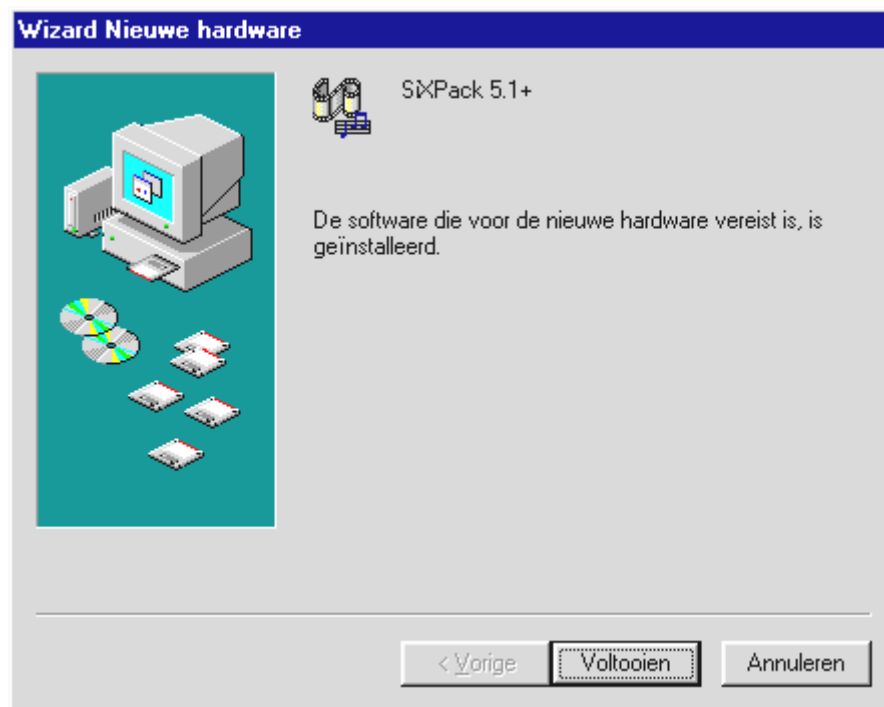 Wizard Nieuwe hardware
SiXPack 5.1+
De software die voor de nieuwe hardware vereist is, is
geïnstalleerd.
< Vorige
Voltooien
Annuleren